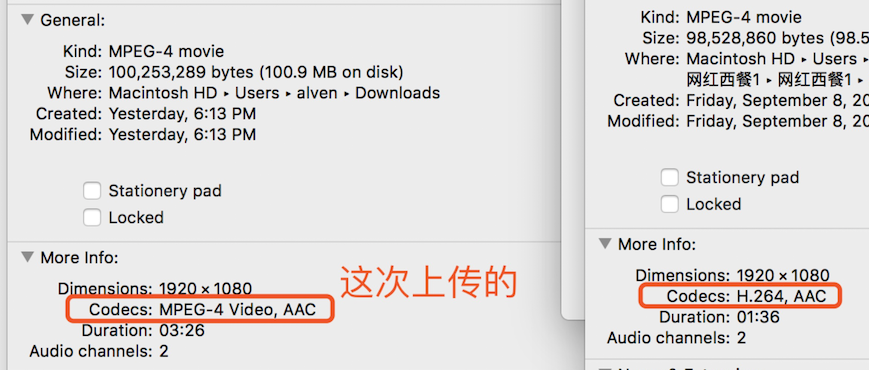 General:
Kind: MPEG-4 movie
Size: 100,253,289 bytes (100.9 MB on disk)
Where: Macintosh HD ▸ Users ▸ alven ▸ Downloads
Created: Yesterday, 6:13 PM
Modified: Yesterday, 6:13 PM
Stationery pad
Locked
More Info:
Dimensions: 1920 × 1080
Codecs: MPEG-4 Video, AAC
Duration: 03:26
Audio channels: 2
这次上传的
Kind: MPEG-4 movie
Size: 98,528,860 bytes (98.5
Where: Macintosh HD ▸ Users ▸
网红西餐1 ▸ 网红西餐1 ▸
Created: Friday, September 8, 20
Modified: Friday, September 8, 20
Stationery pad
Locked
More Info:
Dimensions: 1920 × 1080
Codecs: H.264, AAC
Duration: 01:36
Audio channels: 2